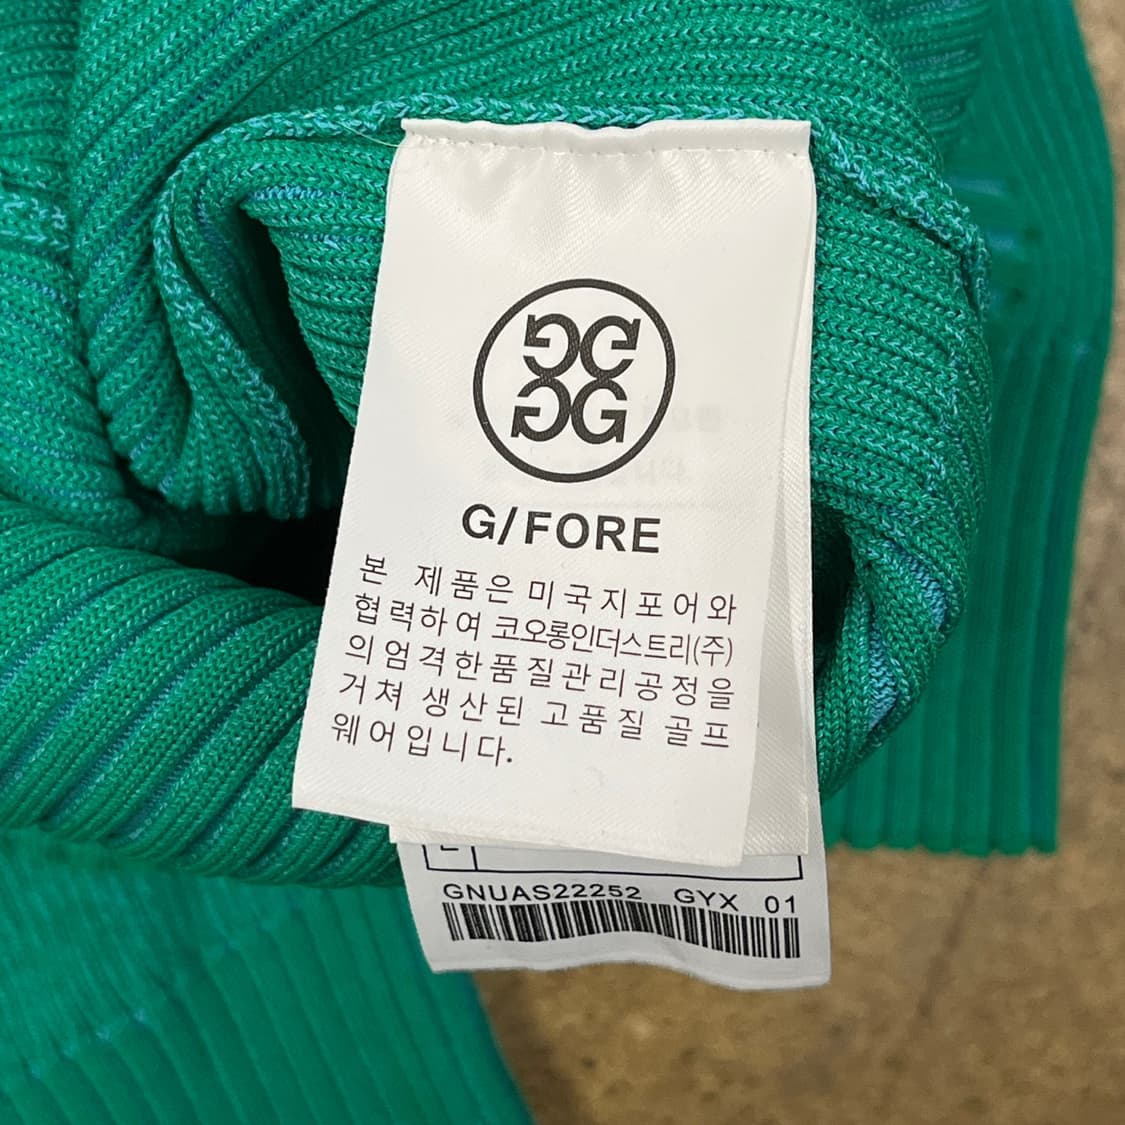 G/FORE
본 제품은 미국지포어와
협력하여 코오롱인더스트리(주)
의엄격한품질관리공정을
거쳐 생산된 고품질 골프
웨어입니다.
GNUAS22252 GYX 01